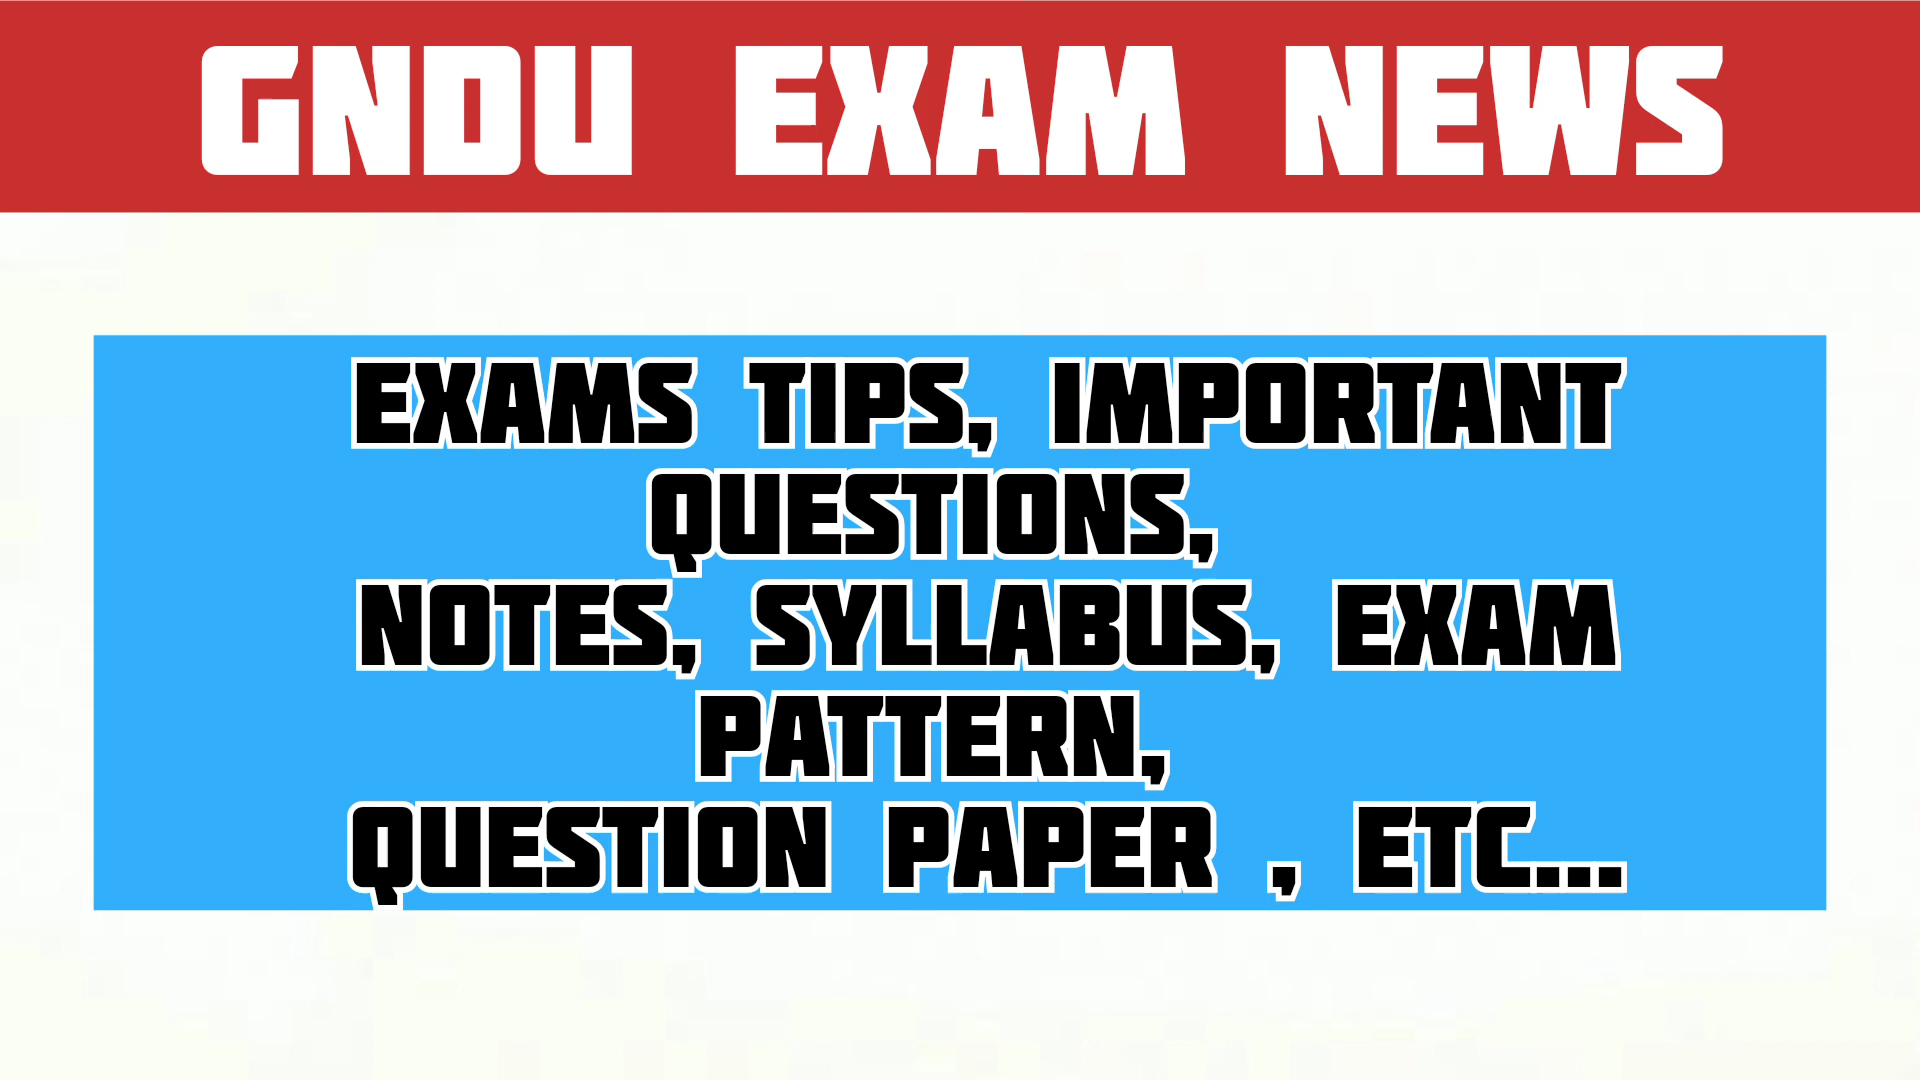 GNDU EXAM NEWS
EXAMS TIPS, IMPORTANT
QUESTIONS,
NOTES, SYLLABUS, EXAM
PATTERN,
QUESTION PAPER , ETC...